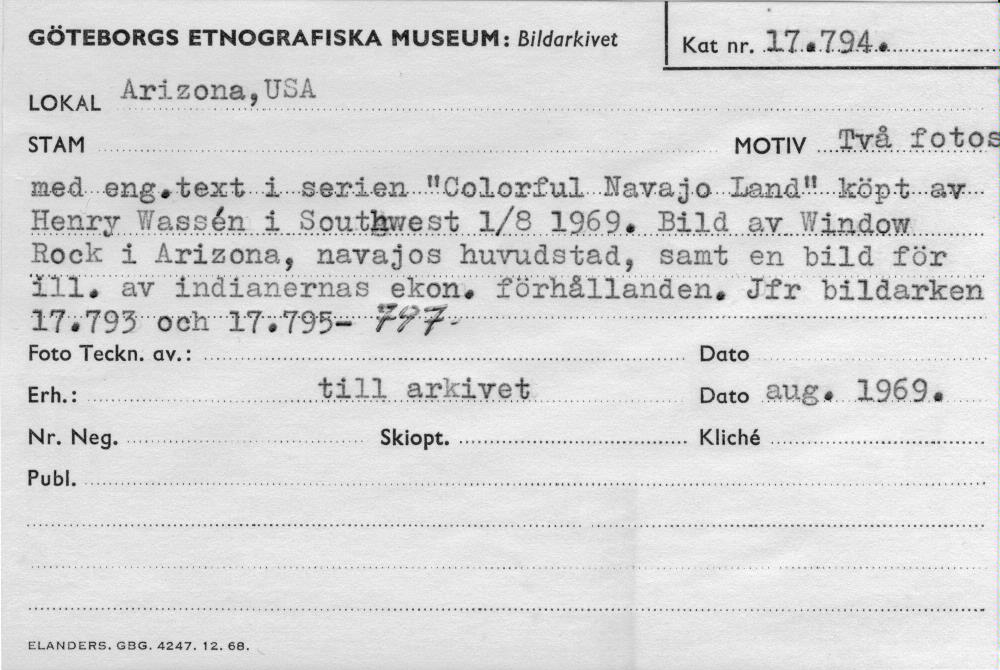 GÖTEBORGS ETNOGRAFISKA MUSEUM: Bildarkivet
Kat nr. 17.794.
LOKAL Arizona,USA
STAM MOTIV Två fotos
med eng.text i serien "Colorful Navajo Land" köpt av
Henry Wassén i Southwest 1/8 1969. Bild av Window
Rock i Arizona, navajos huvudstad, samt en bild för
ill. av indianernas ekon. förhållanden. Jfr bildarken
17.793 och 17.795- 797-
Foto Teckn. av.: Dato
Erh.: till arkivet Dato aug. 1969.
Nr. Neg. Skiopt. Kliché
Publ.
ELANDERS. GBG. 4247. 12. 68.